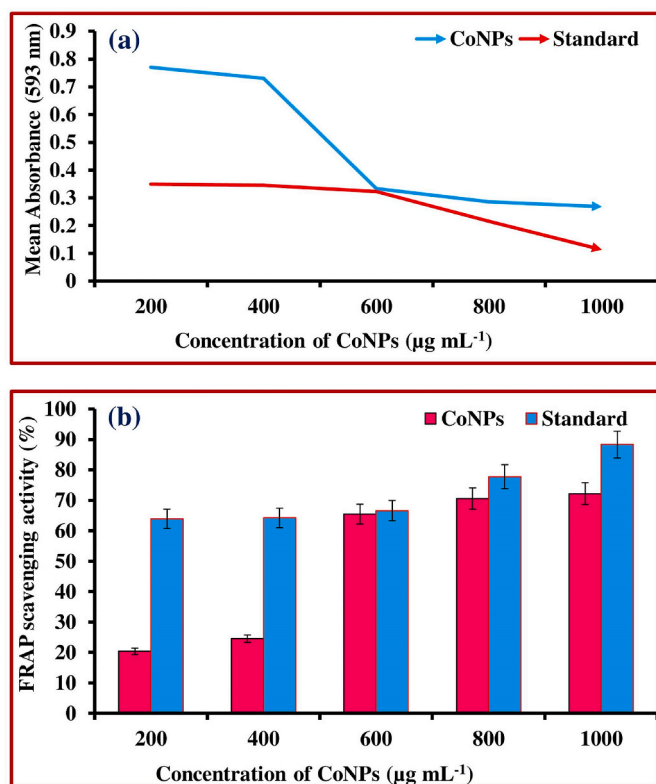 (a)
CoNPs Standard
Mean Absorbance (593 nm)
0.9
0.8
0.7
0.6
0.5
0.4
0.3
0.2
0.1
0
200 400 600 800 1000
Concentration of CoNPs (µg mL⁻¹)
(b)
CoNPs Standard
FRAP scavenging activity (%)
100
90
80
70
60
50
40
30
20
10
0
200 400 600 800 1000
Concentration of CoNPs (µg mL⁻¹)